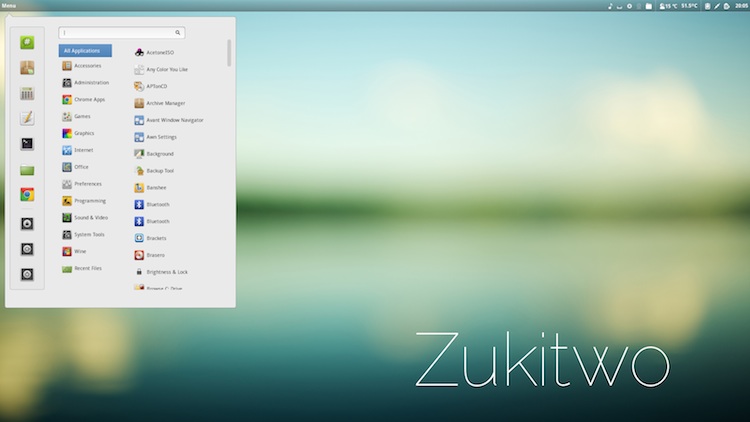 Menu
15 °C 51.5°C 20:05
All Applications
Accessories
Administration
Chrome Apps
Games
Graphics
Internet
Office
Preferences
Programming
Sound & Video
System Tools
Wine
Recent Files
AcetoneISO
Any Color You Like
APTonCD
Archive Manager
Avant Window Navigator
Awn Settings
Background
Backup Tool
Banshee
Bluetooth
Bluetooth
Brackets
Brasero
Brightness & Lock
Browse C: Drive
Zukitwo